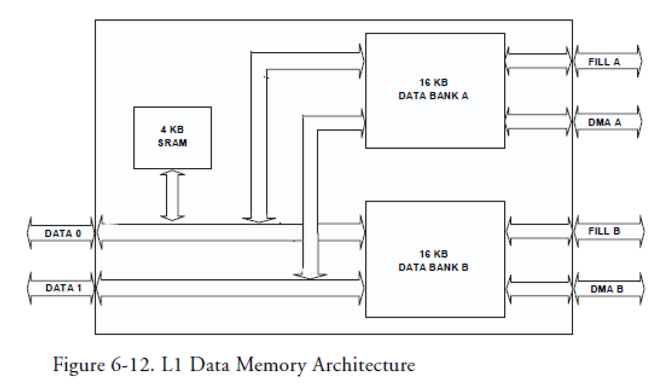 16 KB
DATA BANK A
FILL A
DMA A
4 KB
SRAM
DATA 0
DATA 1
16 KB
DATA BANK B
FILL B
DMA B
Figure 6-12. L1 Data Memory Architecture